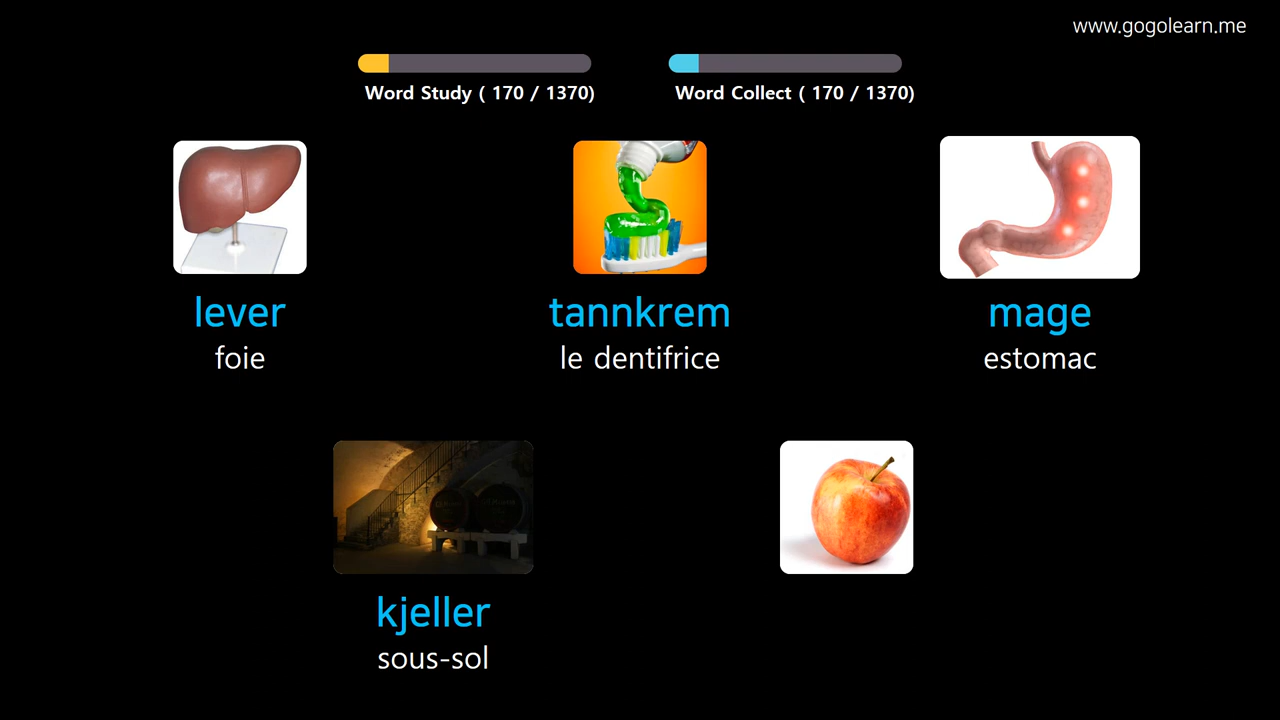 www.gogolearn.me
Word Study ( 170 / 1370)
Word Collect ( 170 / 1370)
lever
foie
tannkrem
le dentifrice
mage
estomac
kjeller
sous-sol